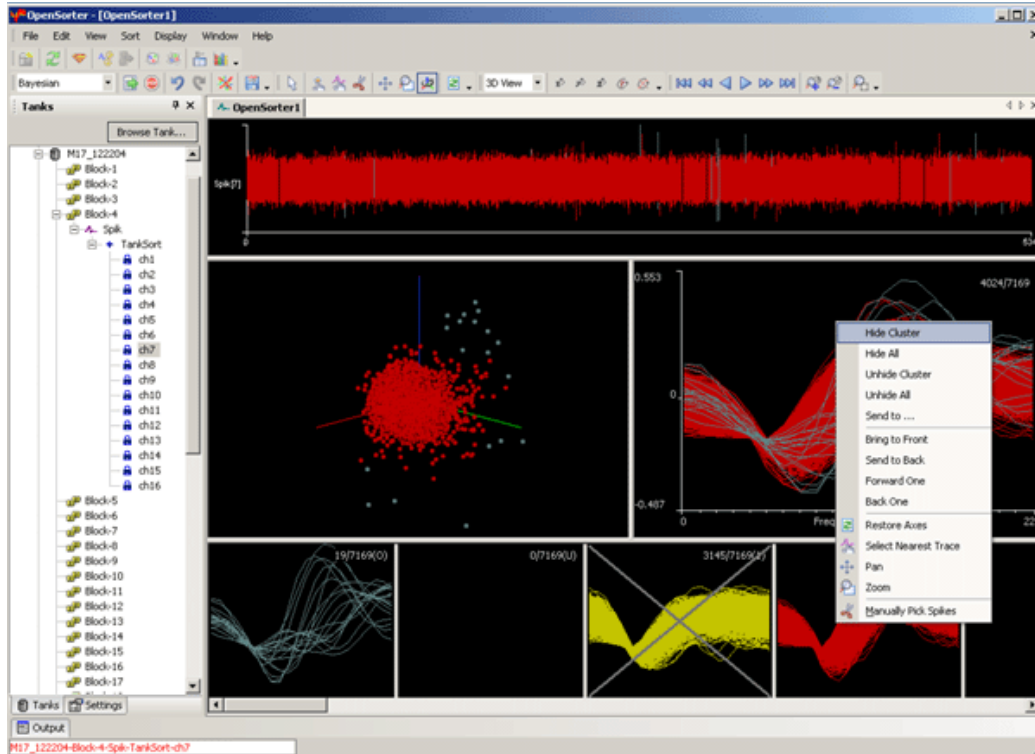 OpenSorter - [OpenSorter1]
File Edit View Sort Display Window Help
Bayesian
3D View
Tanks
OpenSorter1
Browse Tank...
M17_122204
Block-1
Block-2
Block-3
Block-4
Spik
TankSort
ch1
ch2
ch3
ch4
ch5
ch6
ch7
ch8
ch9
ch10
ch11
ch12
ch13
ch14
ch15
ch16
Block-5
Block-6
Block-7
Block-8
Block-9
Block-10
Block-11
Block-12
Block-13
Block-14
Block-15
Block-16
Block-17
Tanks Settings
Spik[7]
0
0.553
4024/7169
0
-0.487
0
Hide Cluster
Hide All
Unhide Cluster
Unhide All
Send to ...
Bring to Front
Send to Back
Forward One
Back One
Restore Axes
Select Nearest Trace
Pan
Zoom
Manually Pick Spikes
19/7169(O)
0/7169(U)
3145/7169(1)
Output
M17_122204-Block-4-Spik-TankSort-ch7